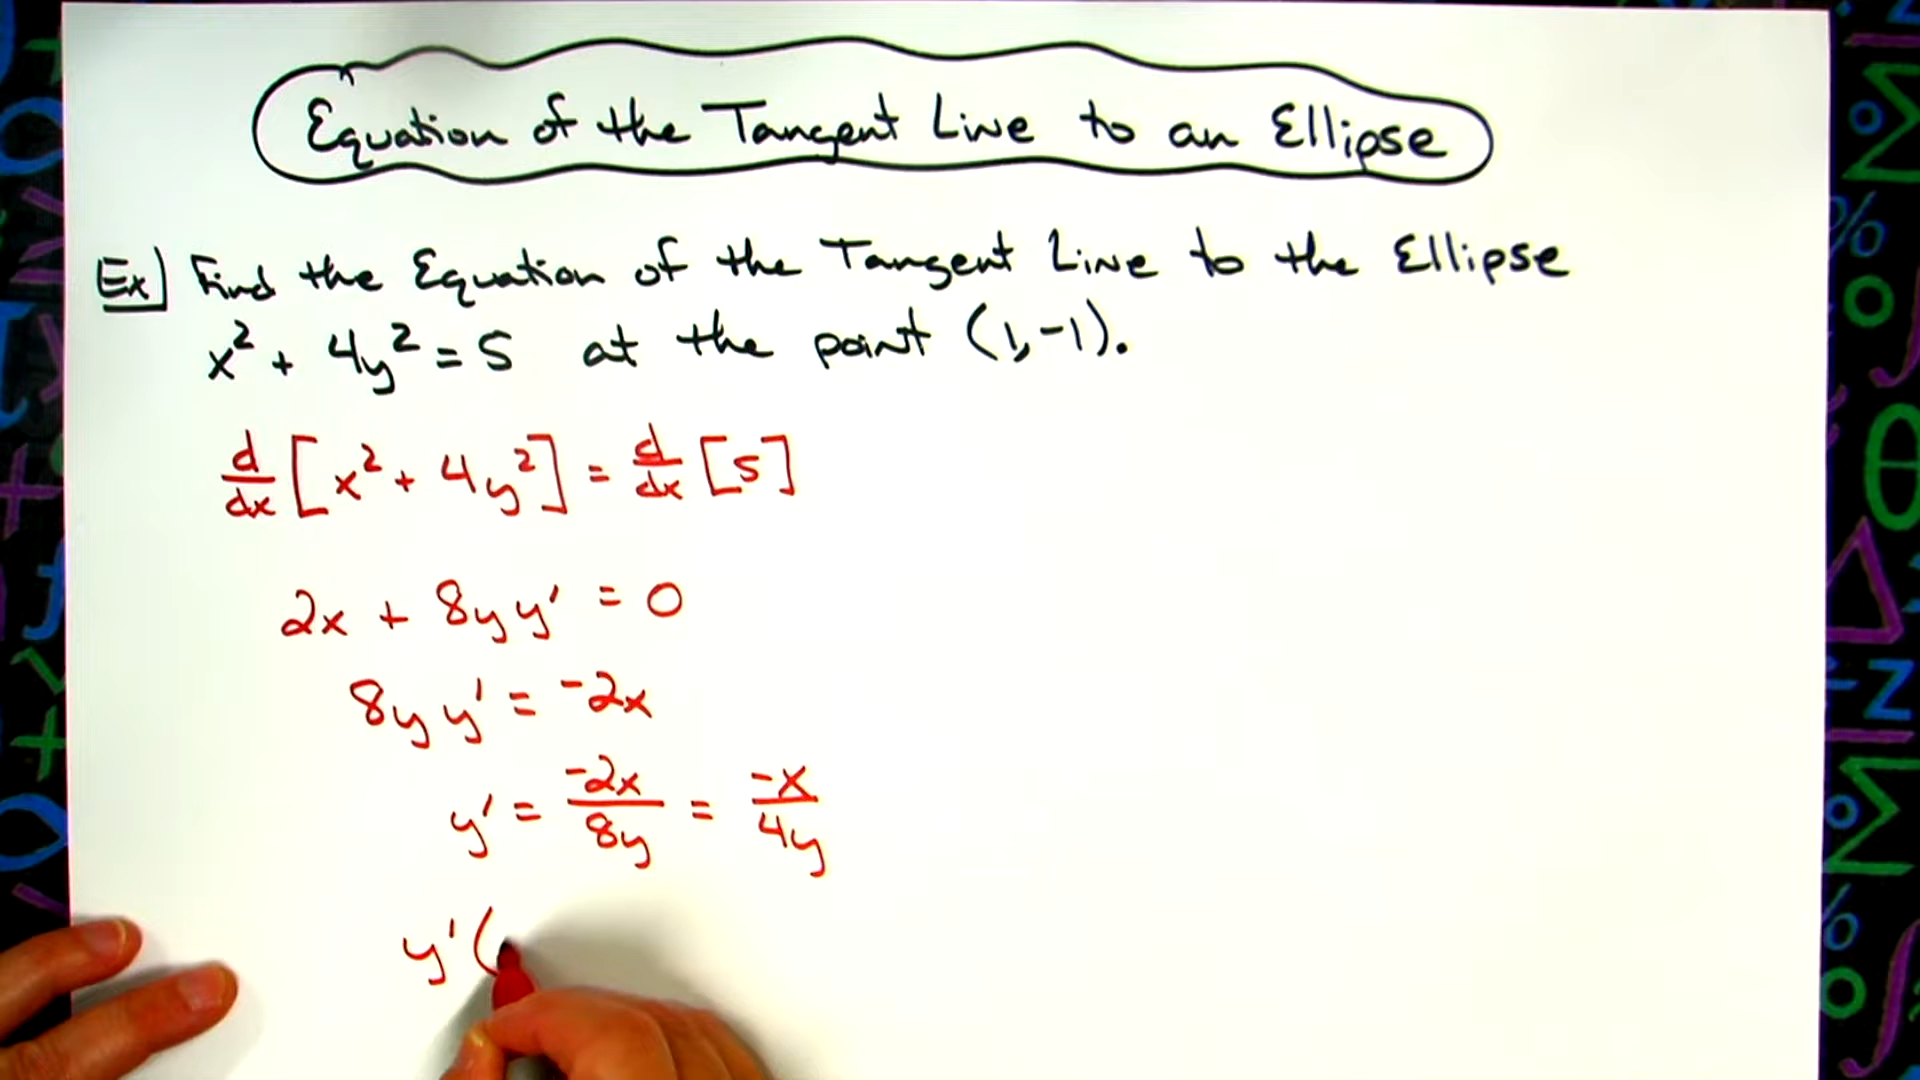 Equation of the Tangent Line to an Ellipse
Ex] Find the Equation of the Tangent Line to the Ellipse
x² + 4y² = 5 at the point (1,-1).
d/dx [x² + 4y²] = d/dx [5]
2x + 8y y' = 0
8y y' = -2x
y' = -2x/8y = -x/4y
y'(